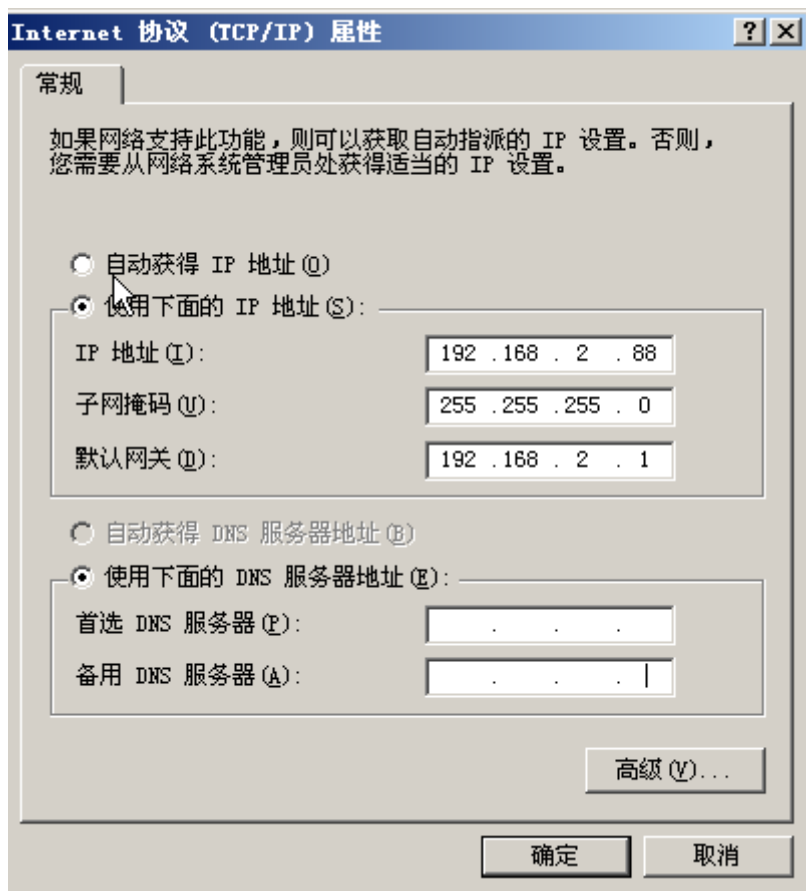 Internet 协议 (TCP/IP) 属性
常规
如果网络支持此功能，则可以获取自动指派的 IP 设置。否则，
您需要从网络系统管理员处获得适当的 IP 设置。
自动获得 IP 地址(O)
使用下面的 IP 地址(S):
IP 地址(I): 192 .168 . 2 . 88
子网掩码(U): 255 .255 .255 . 0
默认网关(D): 192 .168 . 2 . 1
自动获得 DNS 服务器地址(B)
使用下面的 DNS 服务器地址(E):
首选 DNS 服务器(P): . . .
备用 DNS 服务器(A): . . .
高级(V)...
确定 取消